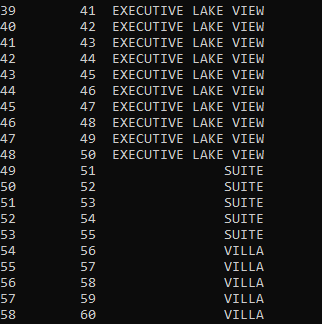 39 41 EXECUTIVE LAKE VIEW
40 42 EXECUTIVE LAKE VIEW
41 43 EXECUTIVE LAKE VIEW
42 44 EXECUTIVE LAKE VIEW
43 45 EXECUTIVE LAKE VIEW
44 46 EXECUTIVE LAKE VIEW
45 47 EXECUTIVE LAKE VIEW
46 48 EXECUTIVE LAKE VIEW
47 49 EXECUTIVE LAKE VIEW
48 50 EXECUTIVE LAKE VIEW
49 51 SUITE
50 52 SUITE
51 53 SUITE
52 54 SUITE
53 55 SUITE
54 56 VILLA
55 57 VILLA
56 58 VILLA
57 59 VILLA
58 60 VILLA